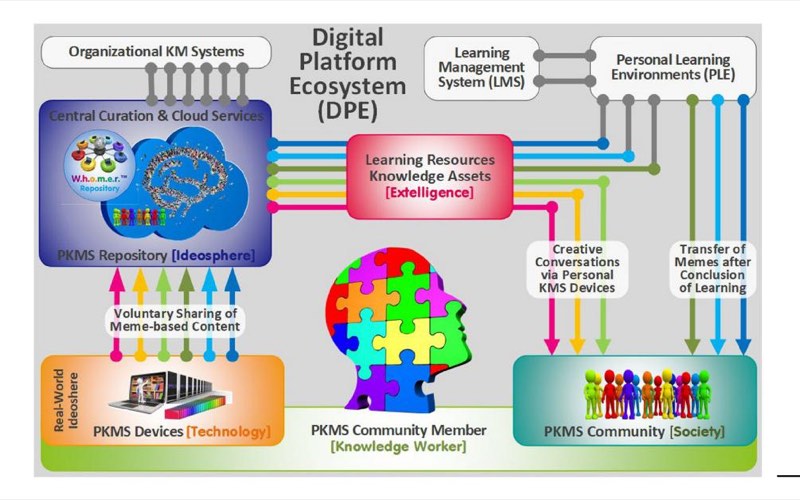 Organizational KM Systems
Digital
Platform
Ecosystem
(DPE)
Learning
Management
System (LMS)
Personal Learning
Environments (PLE)
Central Curation & Cloud Services
W.h.o.m.e.r.™
Repository
PKMS Repository [Ideosphere]
Learning Resources
Knowledge Assets
[Extelligence]
Creative
Conversations
via Personal
KMS Devices
Transfer of
Memes after
Conclusion
of Learning
Voluntary Sharing of
Meme-based Content
Real-World
Ideoshere
PKMS Devices [Technology]
PKMS Community Member
[Knowledge Worker]
PKMS Community [Society]